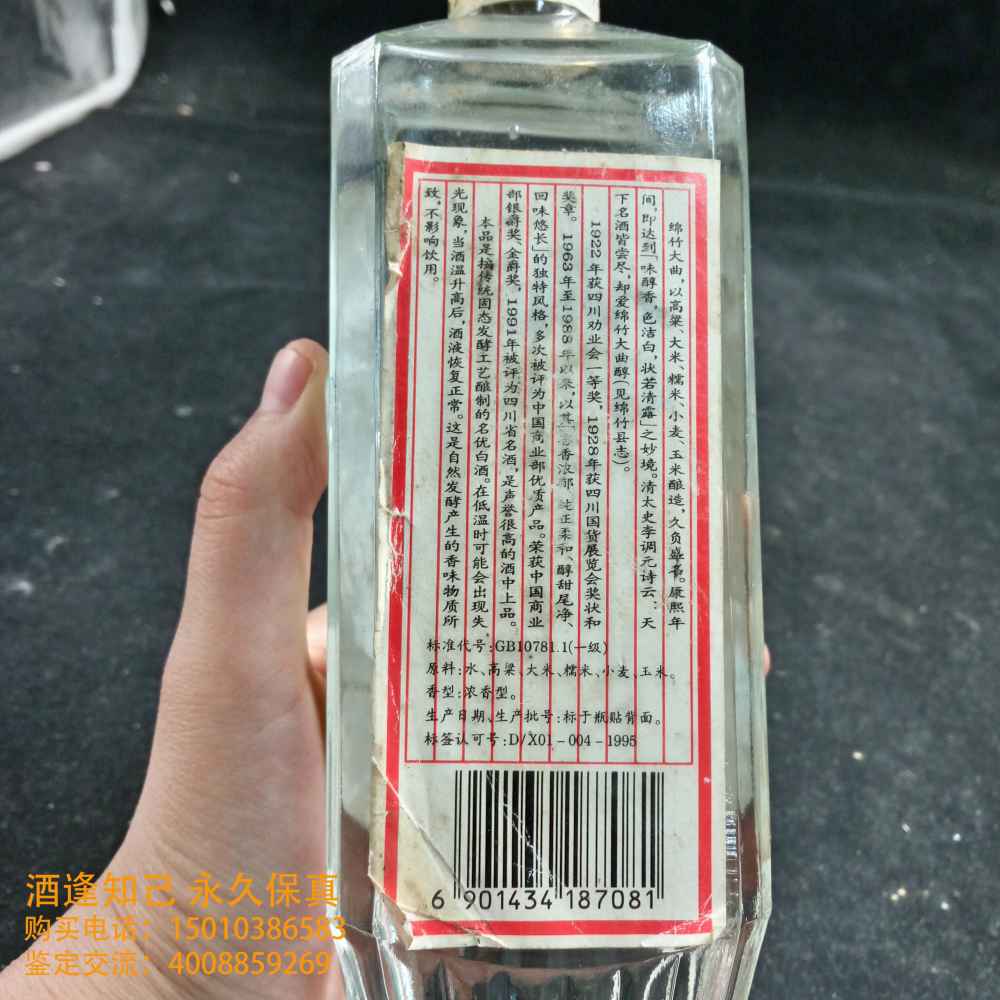 绵竹大曲，以高粱、大米、糯米、小麦、玉米酿造，久负盛名。康熙年
间，即达到「味醇香，色洁白，状若清露」之妙境。清太史李调元诗云：天
下名酒皆尝尽，却爱绵竹大曲醇（见绵竹县志）。
1922年获四川劝业会一等奖，1928年获四川国货展览会奖状和
奖章。1963年至1988年以来，以其「窖香浓郁、纯正柔和、醇甜尾净、
回味悠长」的独特风格，多次被评为中国商业部优质产品。荣获中国商业
部银爵奖、金爵奖，1991年被评为四川省名酒，是声誉很高的酒中上品。
本品是按传统固态发酵工艺酿制的名优白酒。在低温时可能会出现失
光现象，当酒温升高后，酒液恢复正常。这是自然发酵产生的香味物质所
致，不影响饮用。
标准代号：GB10781.1(一级)
原料：水、高梁、大米、糯米、小麦、玉米。
香型：浓香型。
生产日期、生产批号：标于瓶贴背面。
标签认可号：D/X01-004-1995
6 901434 187081
酒逢知己 永久保真
购买电话：15010386583
鉴定交流：4008859269